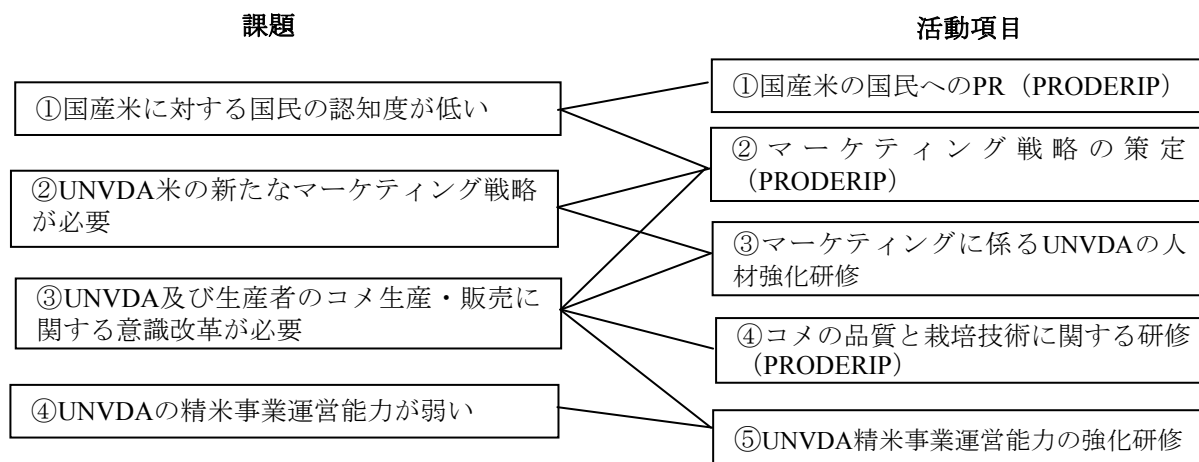 課題
①国産米に対する国民の認知度が低い
②UNVDA米の新たなマーケティング戦略
が必要
③UNVDA及び生産者のコメ生産・販売に
関する意識改革が必要
④UNVDAの精米事業運営能力が弱い
活動項目
①国産米の国民へのPR（PRODERIP）
②マーケティング戦略の策定
（PRODERIP）
③マーケティングに係るUNVDAの人
材強化研修
④コメの品質と栽培技術に関する研修
（PRODERIP）
⑤UNVDA精米事業運営能力の強化研修